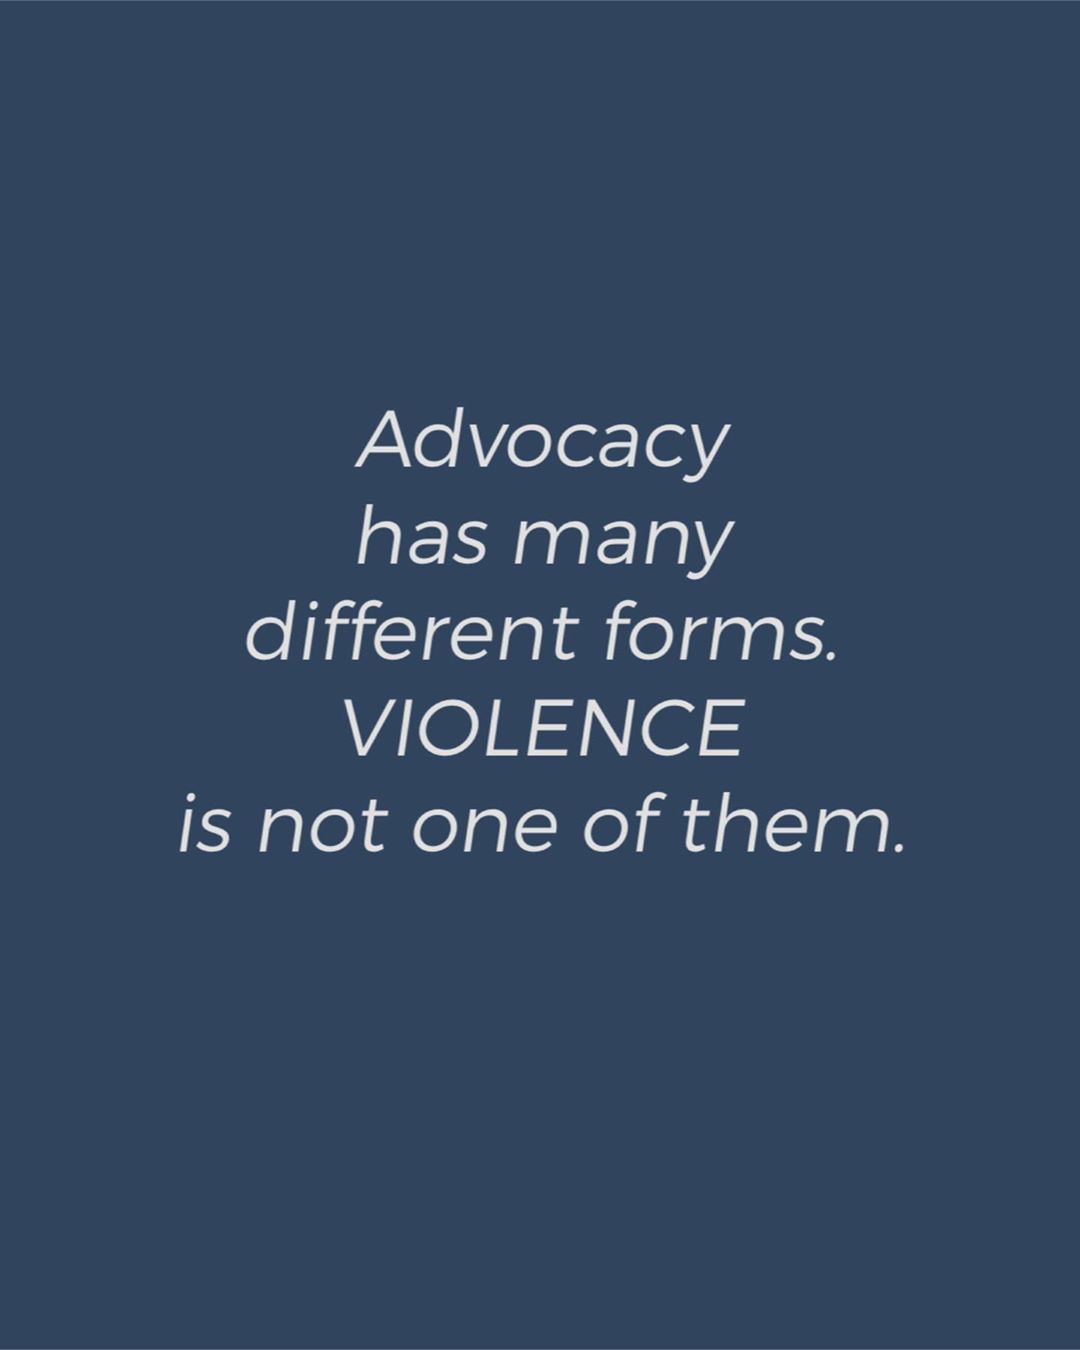 Advocacy
has many
different forms.
VIOLENCE
is not one of them.